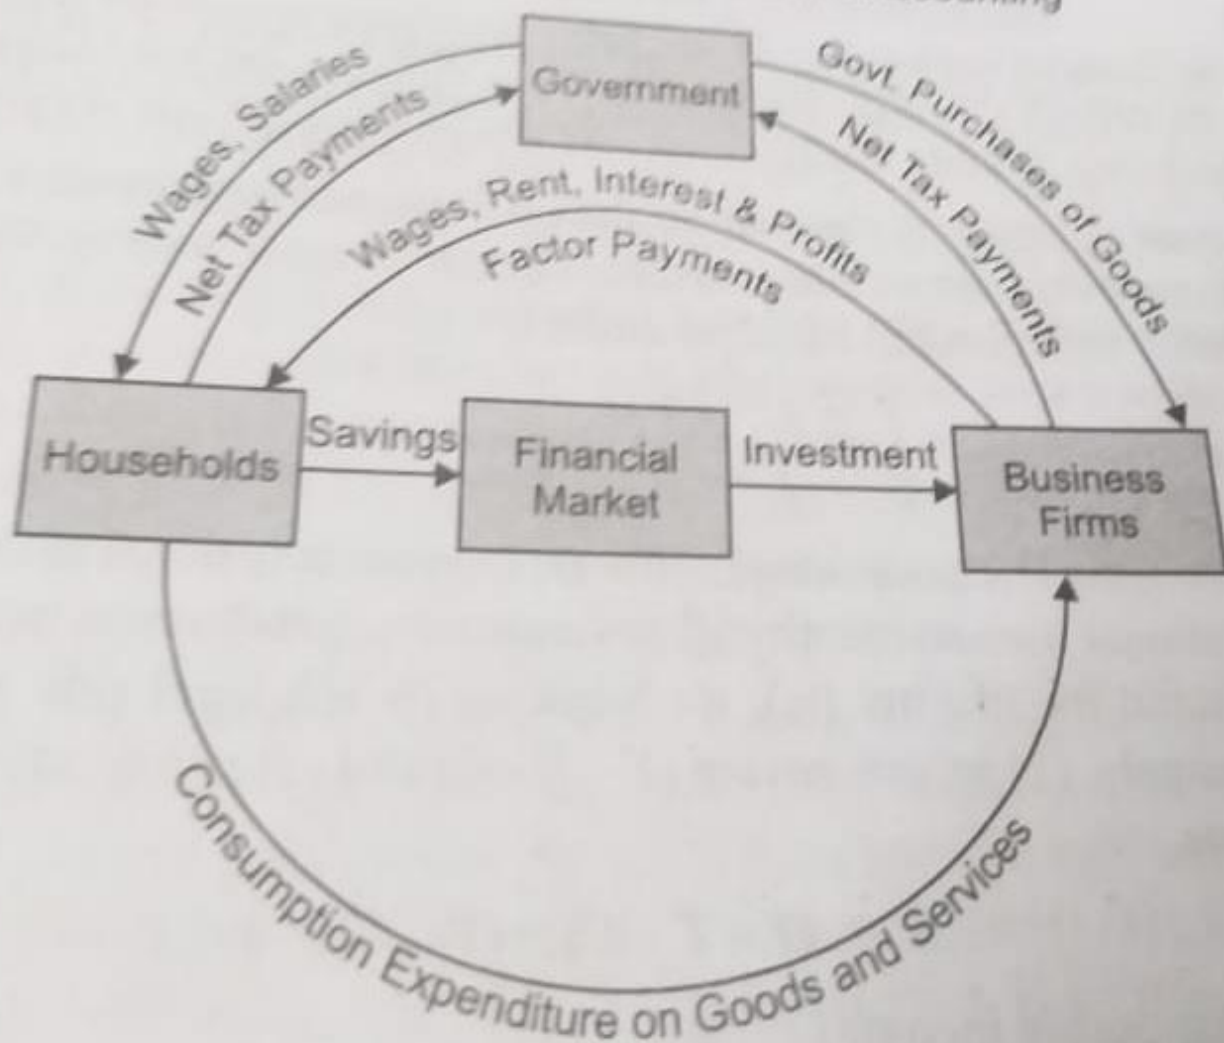 Government
Wages, Salaries
Net Tax Payments
Govt. Purchases of Goods
Net Tax Payments
Wages, Rent, Interest & Profits
Factor Payments
Households
Savings
Financial
Market
Investment
Business
Firms
Consumption Expenditure on Goods and Services